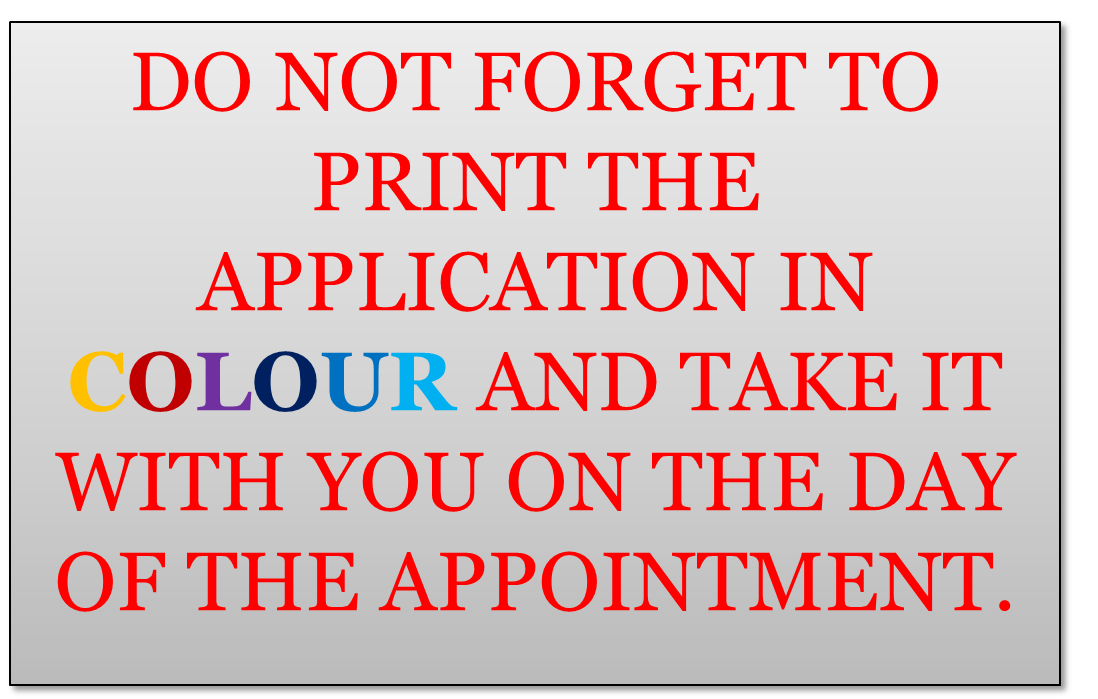 DO NOT FORGET TO
PRINT THE
APPLICATION IN
COLOUR AND TAKE IT
WITH YOU ON THE DAY
OF THE APPOINTMENT.